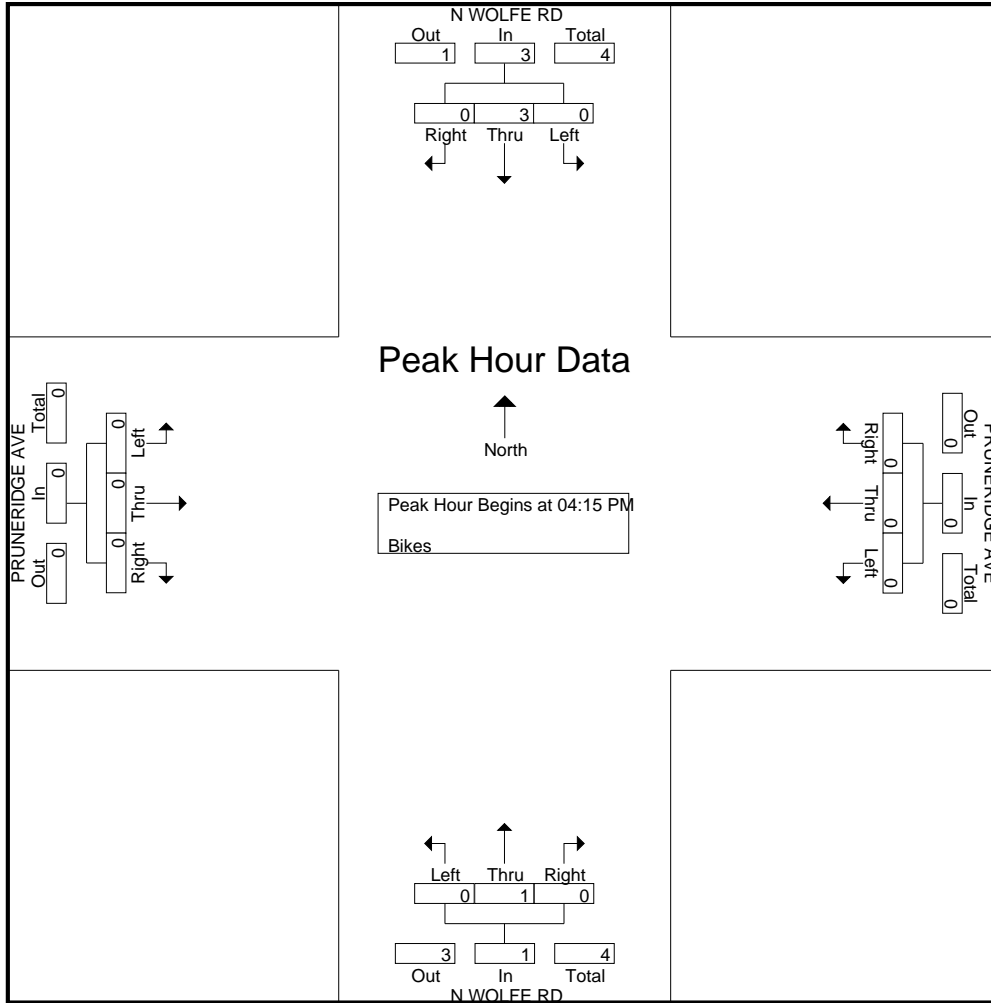 N WOLFE RD
Out In Total
1 3 4
0 3 0
Right Thru Left
Peak Hour Data
North
Peak Hour Begins at 04:15 PM
Bikes
PRUNERIDGE AVE
Out In Total
0 0 0
0 0 0
Right Thru Left
PRUNERIDGE AVE
Total In Out
0 0 0
0 0 0
Left Thru Right
Left Thru Right
0 1 0
3 1 4
Out In Total
N WOLFE RD